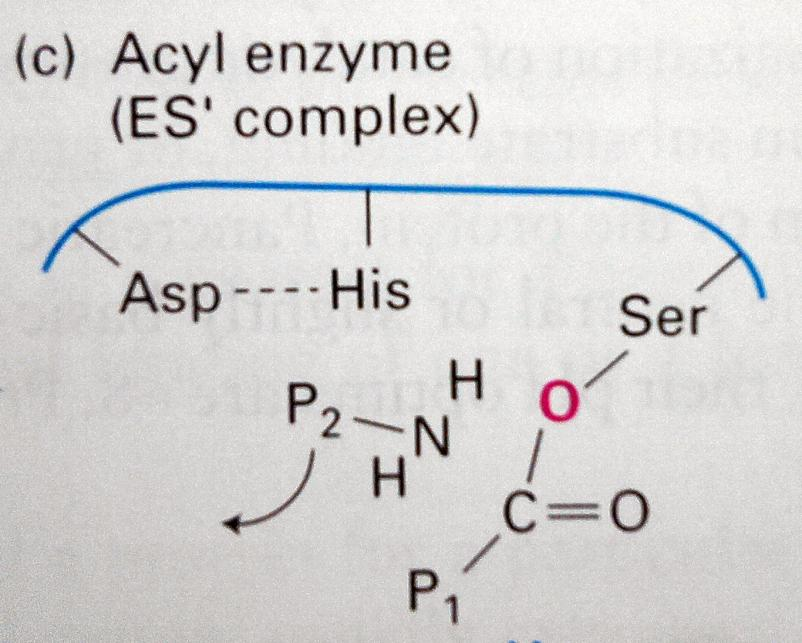 (c) Acyl enzyme
(ES' complex)
Asp----His
Ser
H
O
P2
N
H
C=O
P1